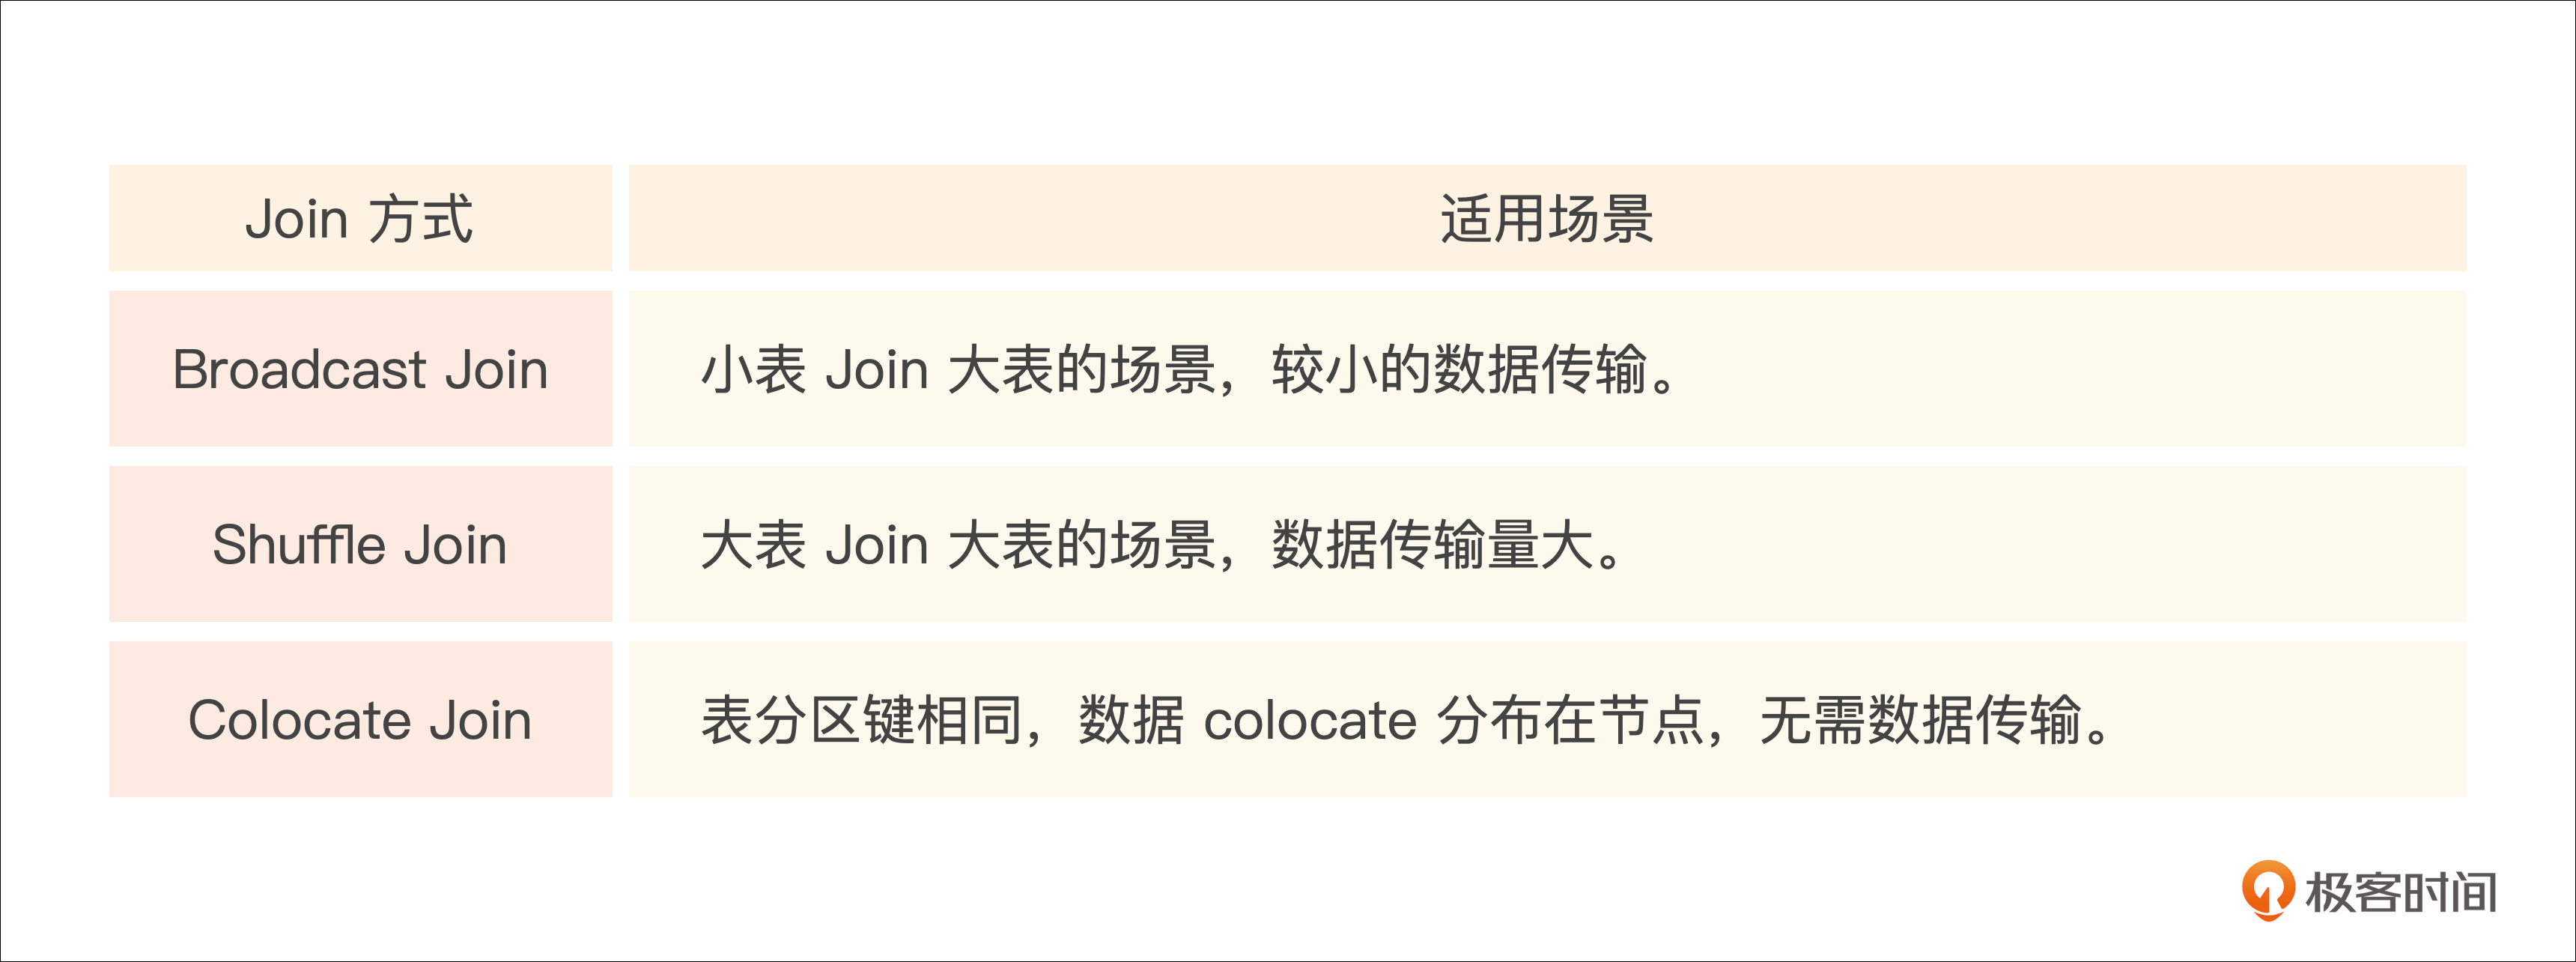 Join 方式
适用场景
Broadcast Join
小表 Join 大表的场景，较小的数据传输。
Shuffle Join
大表 Join 大表的场景，数据传输量大。
Colocate Join
表分区键相同，数据 colocate 分布在节点，无需数据传输。
极客时间